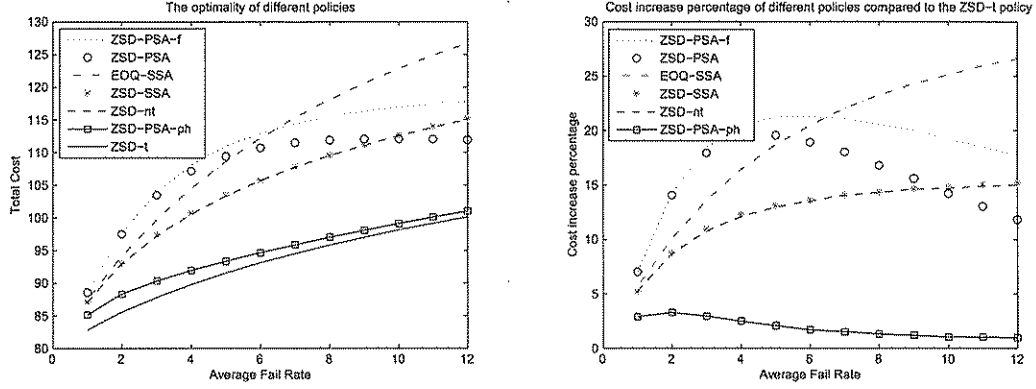 The optimality of different policies
130
125
120
115
110
105
100
95
90
85
80
Total Cost
ZSD-PSA-f
ZSD-PSA
EOQ-SSA
ZSD-SSA
ZSD-nt
ZSD-PSA-ph
ZSD-t
0 2 4 6 8 10 12
Average Fail Rate
Cost increase percentage of different policies compared to the ZSD-t policy
30
25
20
15
10
5
0
Cost increase percentage
ZSD-PSA-f
ZSD-PSA
EOQ-SSA
ZSD-SSA
ZSD-nt
ZSD-PSA-ph
0 2 4 6 8 10 12
Average Fail Rate